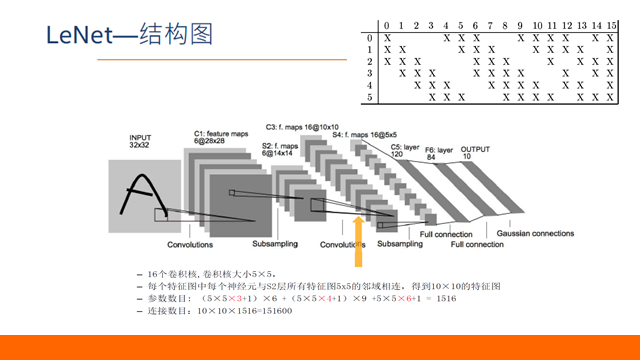 LeNet—结构图
0 1 2 3 4 5 6 7 8 9 10 11 12 13 14 15
0 X X X X X X X X X X
1 X X X X X X X X X X
2 X X X X X X X X X X
3 X X X X X X X X X X
4 X X X X X X X X X X
5 X X X X X X X X X X
INPUT
32x32
C1: feature maps
6@28x28
S2: f. maps
6@14x14
C3: f. maps 16@10x10
S4: f. maps 16@5x5
C5: layer
120
F6: layer
84
OUTPUT
10
Convolutions
Subsampling
Convolutions
Subsampling
Full connection
Full connection
Gaussian connections
– 16个卷积核,卷积核大小5×5。
– 每个特征图中每个神经元与S2层所有特征图5x5的邻域相连，得到10×10的特征图
– 参数数目: （5×5×3+1）×6 +（5×5×4+1）×9 +5×5×6+1 = 1516
– 连接数目: 10×10×1516=151600